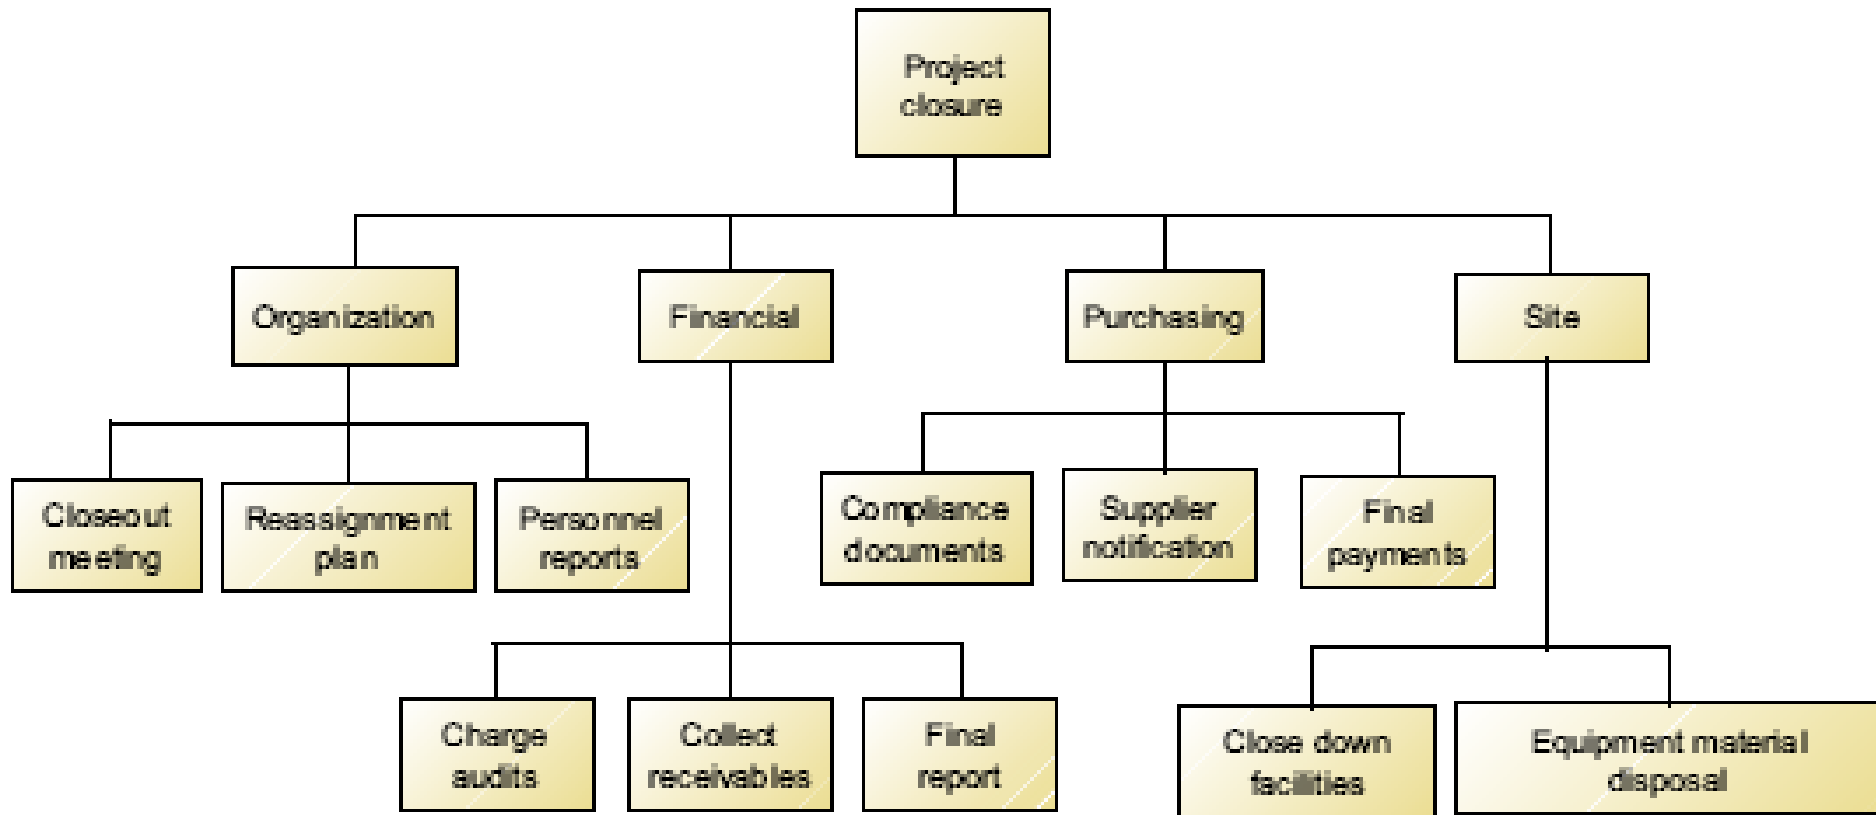 Project
closure
Organization
Financial
Purchasing
Site
Closeout
meeting
Reassignment
plan
Personnel
reports
Compliance
documents
Supplier
notification
Final
payments
Charge
audits
Collect
receivables
Final
report
Close down
facilities
Equipment material
disposal